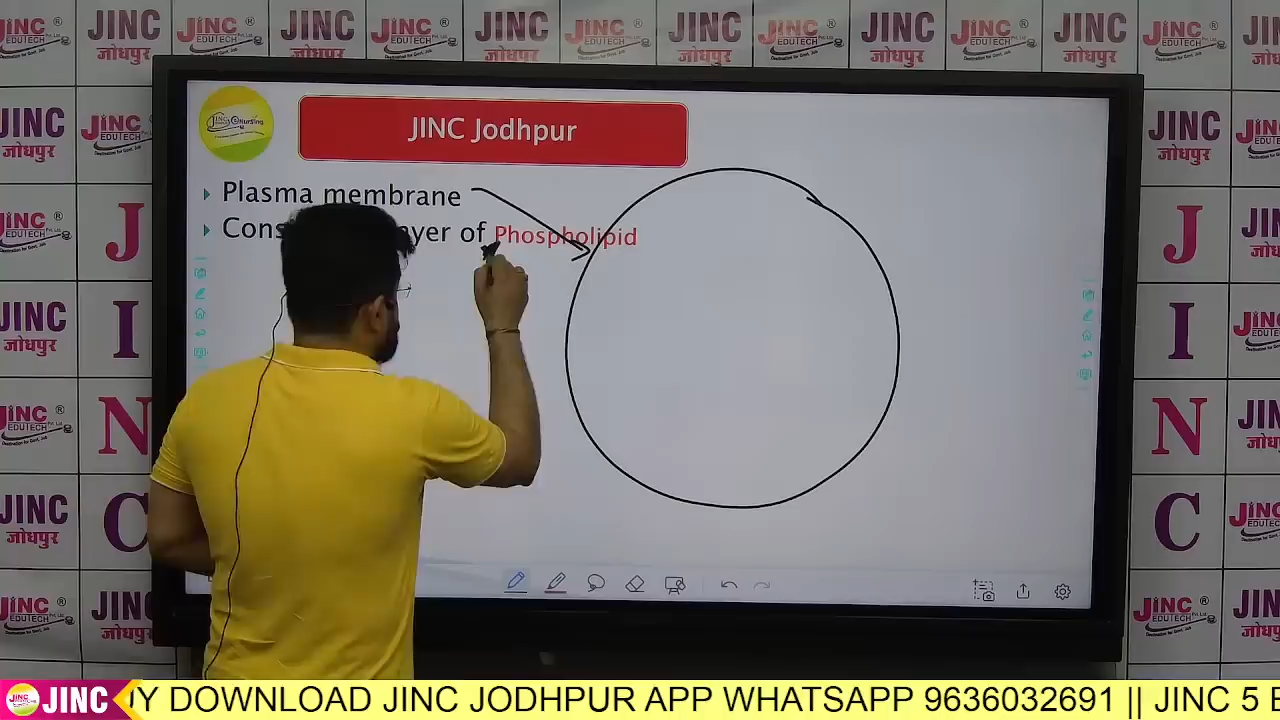 JINC Jodhpur
Plasma membrane
Cons ayer of Phospholipid
JINC EDUTECH
JINC जोधपुर
J
I
N
C
J
I
N
C
JINC Y DOWNLOAD JINC JODHPUR APP WHATSAPP 9636032691 || JINC 5 E